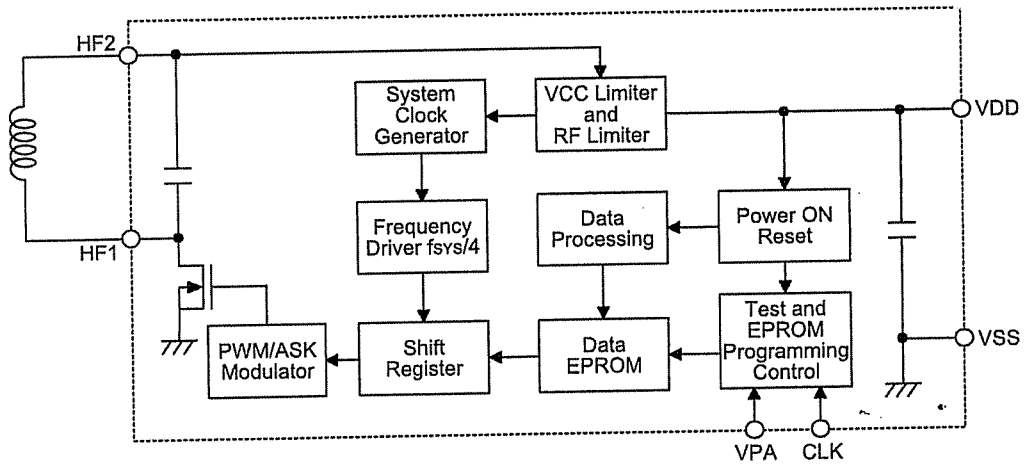 HF2
System
Clock
Generator
VCC Limiter
and
RF Limiter
VDD
HF1
Frequency
Driver fSYS/4
Data
Processing
Power ON
Reset
PWM/ASK
Modulator
Shift
Register
Data
EPROM
Test and
EPROM
Programming
Control
VSS
VPA
CLK